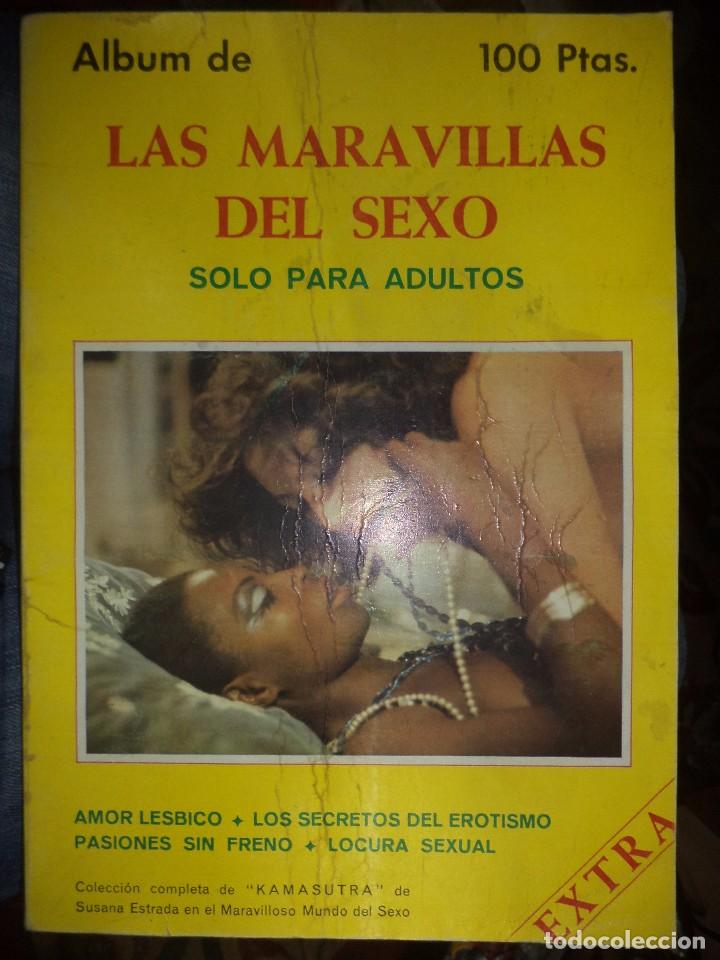 Album de 100 Ptas.
LAS MARAVILLAS
DEL SEXO
SOLO PARA ADULTOS
AMOR LESBICO ✦ LOS SECRETOS DEL EROTISMO
PASIONES SIN FRENO ✦ LOCURA SEXUAL
Colección completa de "KAMASUTRA" de
Susana Estrada en el Maravilloso Mundo del Sexo
EXTRA
todocoleccion.net